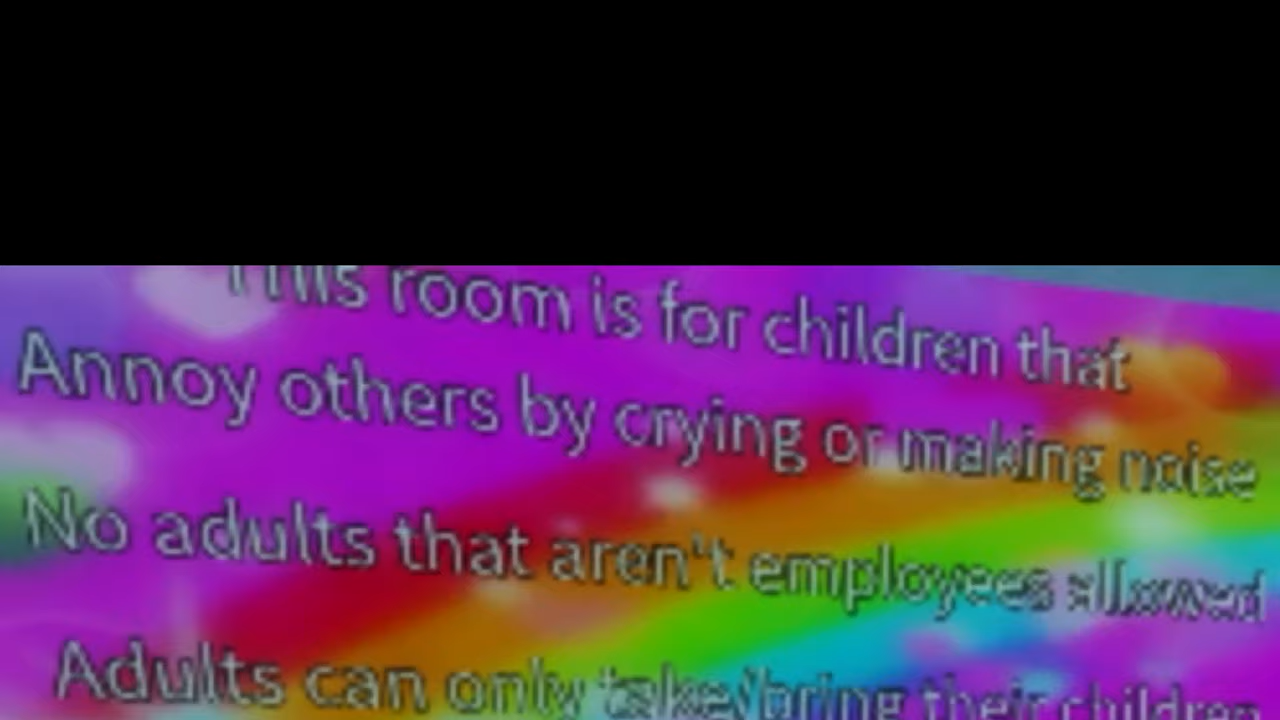 This room is for children that
Annoy others by crying or making noise
No adults that aren't employees allowed
Adults can only take/bring their children